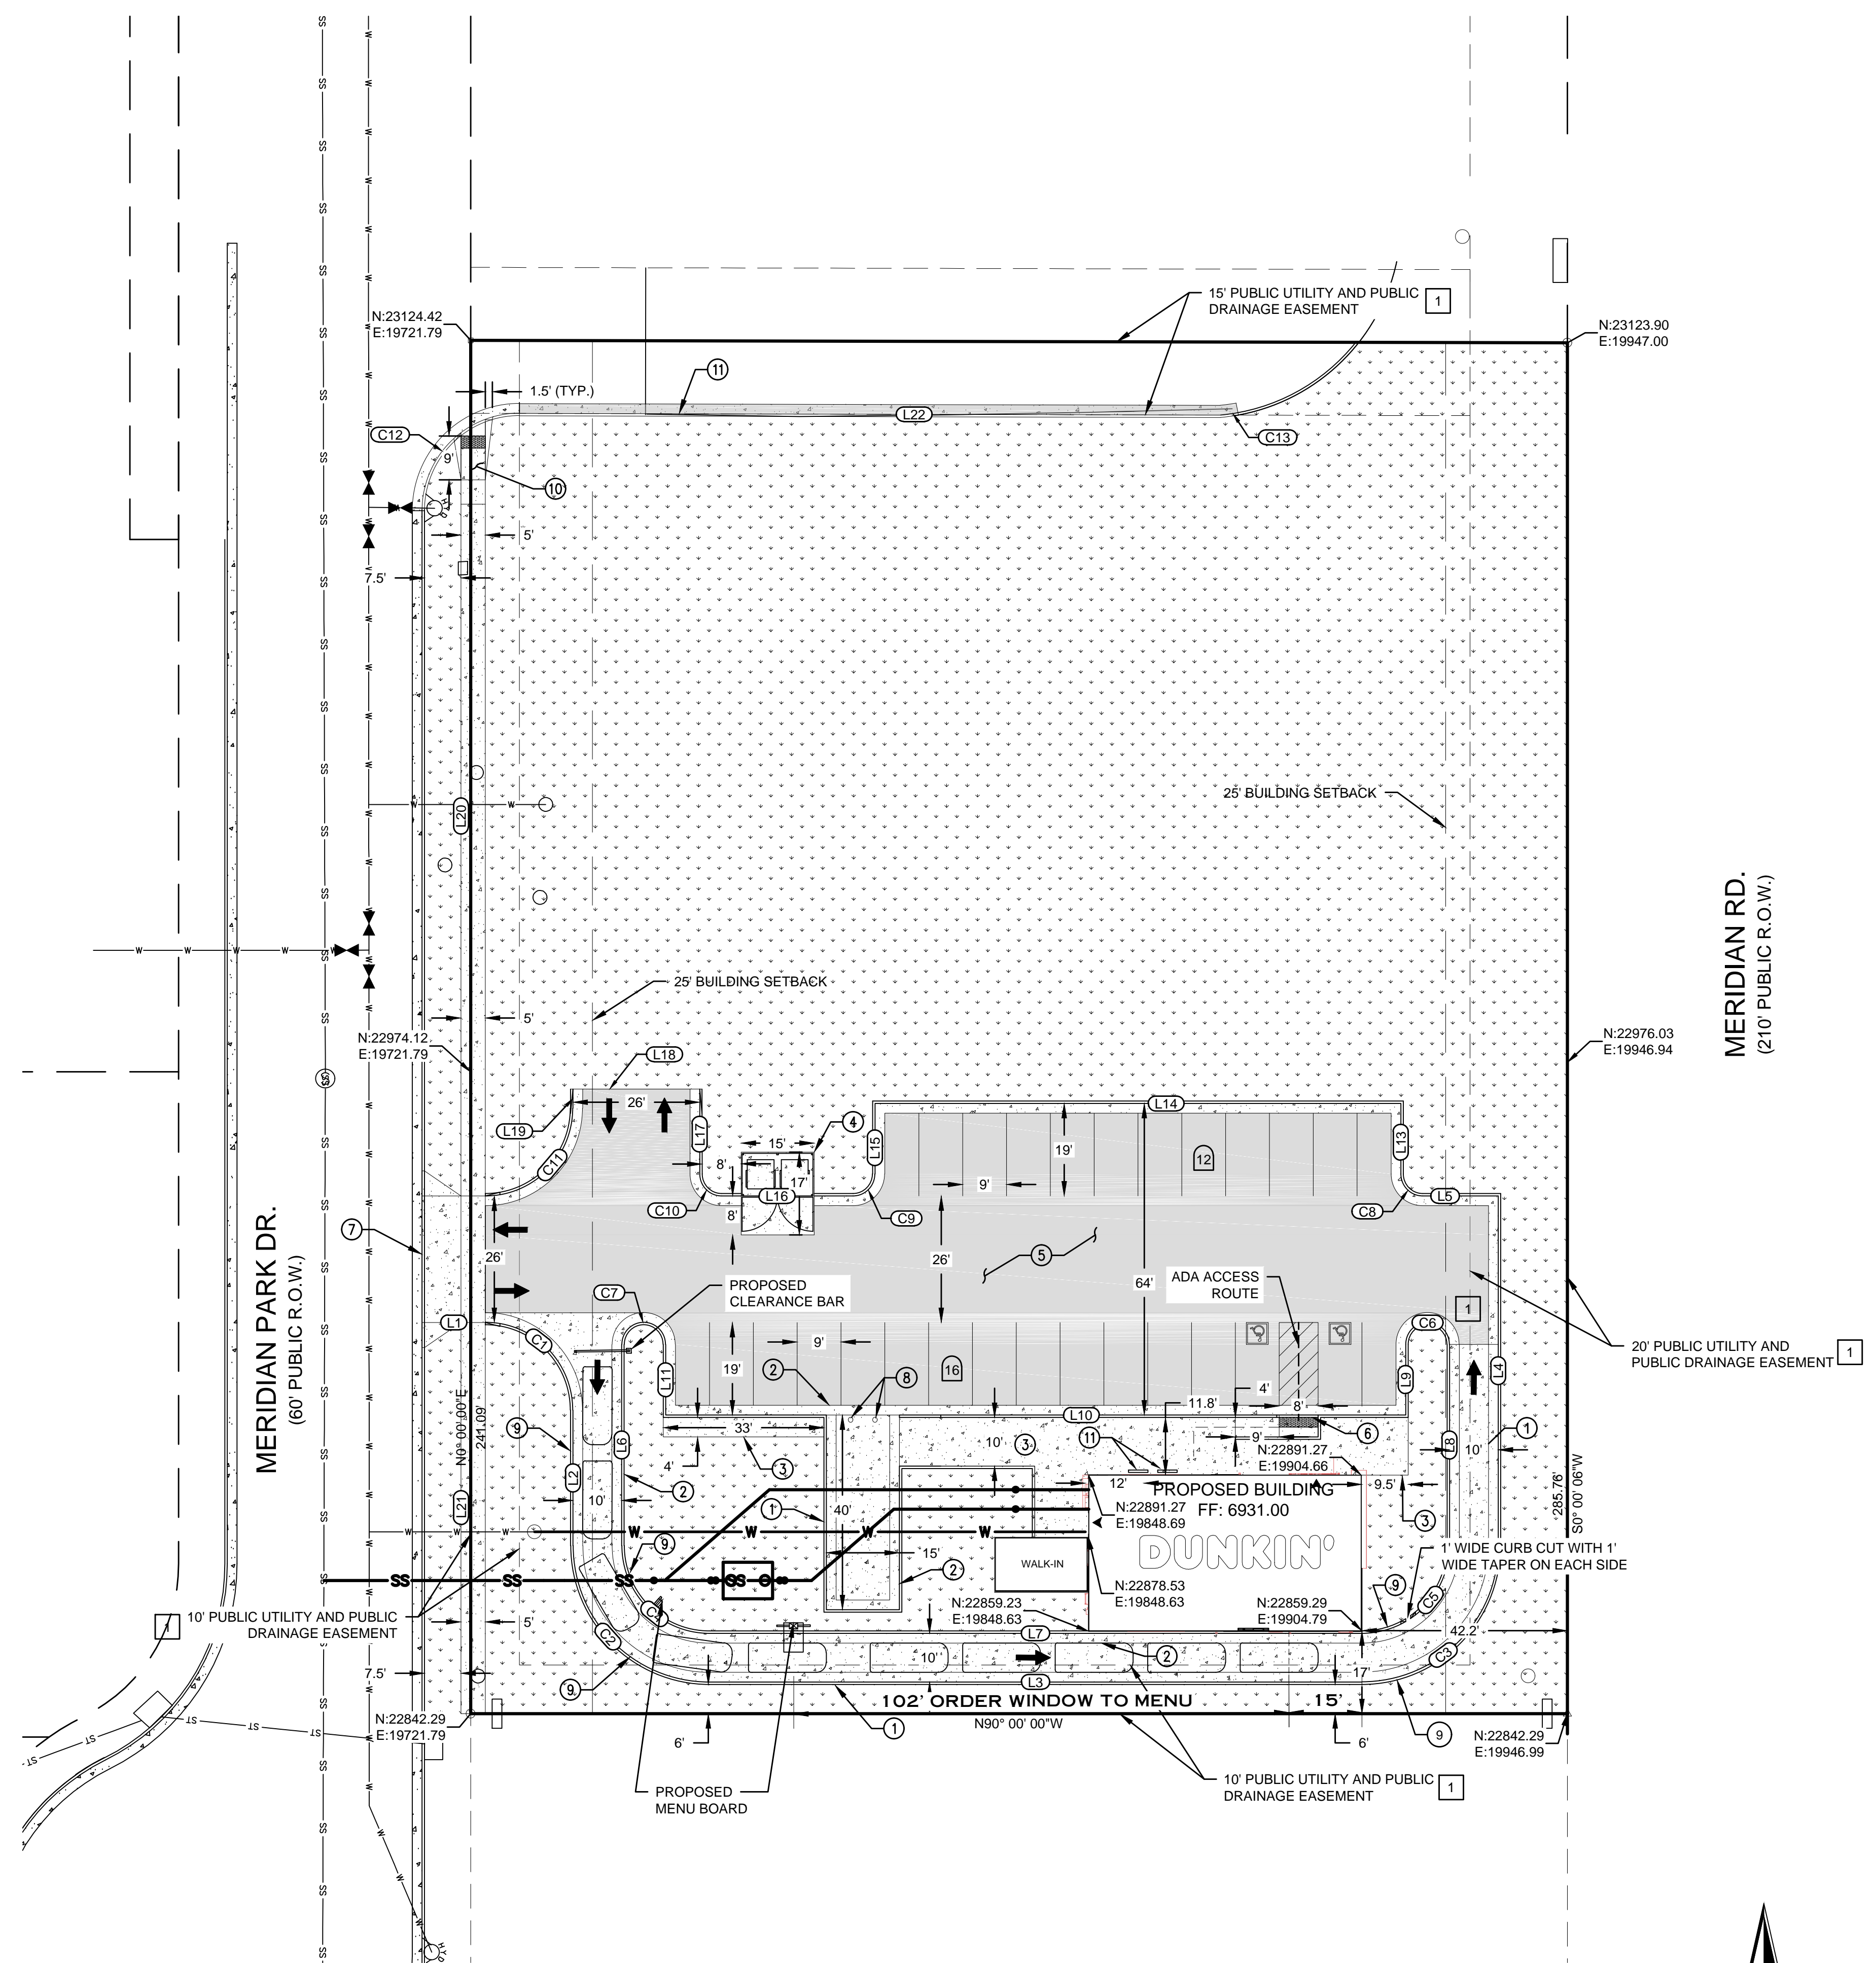 15' PUBLIC UTILITY AND PUBLIC
DRAINAGE EASEMENT
1
N:23124.42
E:19721.79
N:23123.90
E:19947.00
11
1.5' (TYP.)
L22
C12
C13
9'
10
HYD
5'
7.5'
25' BUILDING SETBACK
L20
W
MERIDIAN RD.
(210' PUBLIC R.O.W.)
25' BUILDING SETBACK
5'
N:22974.12
E:19721.79
N:22976.03
E:19946.94
SS
L18
26'
L19
L17
15'
4
L14
L15
L13
12
C11
8'
17'
19'
9'
L16
L5
C10
8'
C9
C8
7
26'
26'
5
64'
ADA ACCESS
ROUTE
PROPOSED
CLEARANCE BAR
C7
1
L1
C1
C6
20' PUBLIC UTILITY AND
PUBLIC DRAINAGE EASEMENT
1
MERIDIAN PARK DR.
(60' PUBLIC R.O.W.)
9'
19'
2
16
8
L11
L9
L4
4'
11.8'
8'
L10
N0° 00' 00"E
241.09'
9
33'
10'
3
11
9'
6
L6
L8
10'
1
4'
3
N:22891.27
E:19904.66
L2
2
12'
9.5'
PROPOSED BUILDING
FF: 6931.00
L21
10'
1
40'
N:22891.27
E:19848.69
3
285.76'
S0° 00' 06"W
W
W
W
W
9
DUNKIN'
1' WIDE CURB CUT WITH 1'
WIDE TAPER ON EACH SIDE
15'
2
WALK-IN
SS
SS
SS
N:22878.53
E:19848.63
9
C5
1
10' PUBLIC UTILITY AND PUBLIC
DRAINAGE EASEMENT
5'
N:22859.23
E:19848.63
N:22859.29
E:19904.79
42.2'
C2
L7
C3
10'
2
17'
7.5'
9
L3
102' ORDER WINDOW TO MENU
15'
N:22842.29
E:19721.79
1
N90° 00' 00"W
6'
6'
9
N:22842.29
E:19946.99
ST
ST
ST
ST
PROPOSED
MENU BOARD
10' PUBLIC UTILITY AND PUBLIC
DRAINAGE EASEMENT
1
W
W
HYD